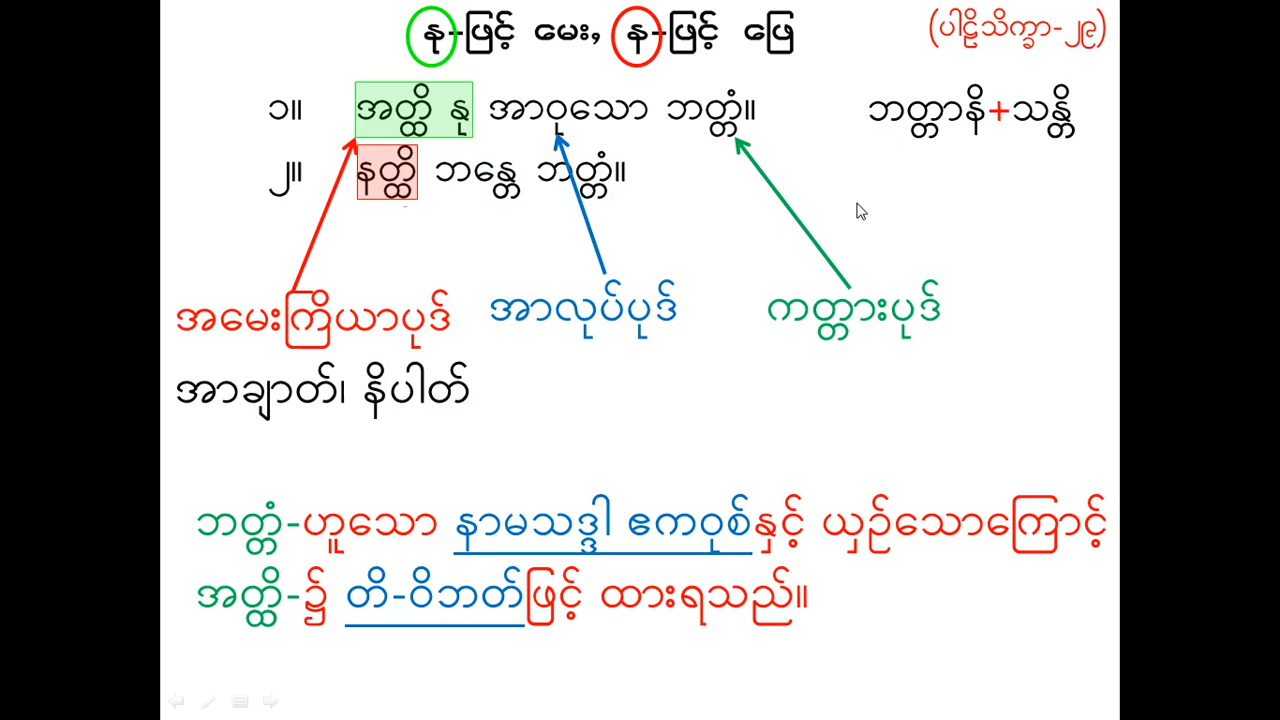 နု-ဖြင့် မေး, န-ဖြင့် ဖြေ (ပါဠိသိက္ခာ-၂၉)
၁။ အတ္ထိ နု အာဝုသော ဘတ္တံ။ ဘတ္တာနိ+သန္တိ
၂။ နတ္ထိ ဘန္တေ ဘတ္တံ။
အမေးကြိယာပုဒ် အာလုပ်ပုဒ် ကတ္တားပုဒ်
အာချာတ်၊ နိပါတ်
ဘတ္တံ-ဟူသော နာမသဒ္ဒါ ဧကဝုစ်နှင့် ယှဉ်သောကြောင့်
အတ္ထိ-၌ တိ-ဝိဘတ်ဖြင့် ထားရသည်။